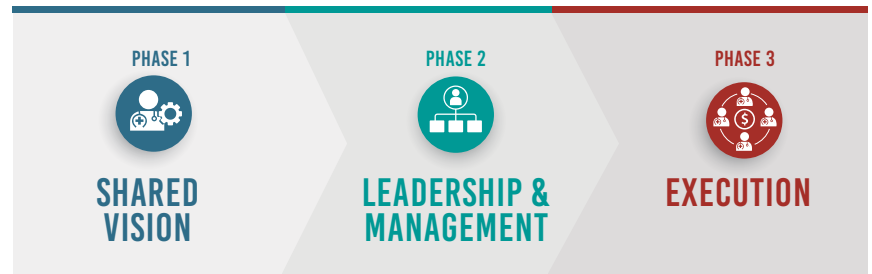 PHASE 1
SHARED
VISION
PHASE 2
LEADERSHIP &
MANAGEMENT
PHASE 3
$
EXECUTION